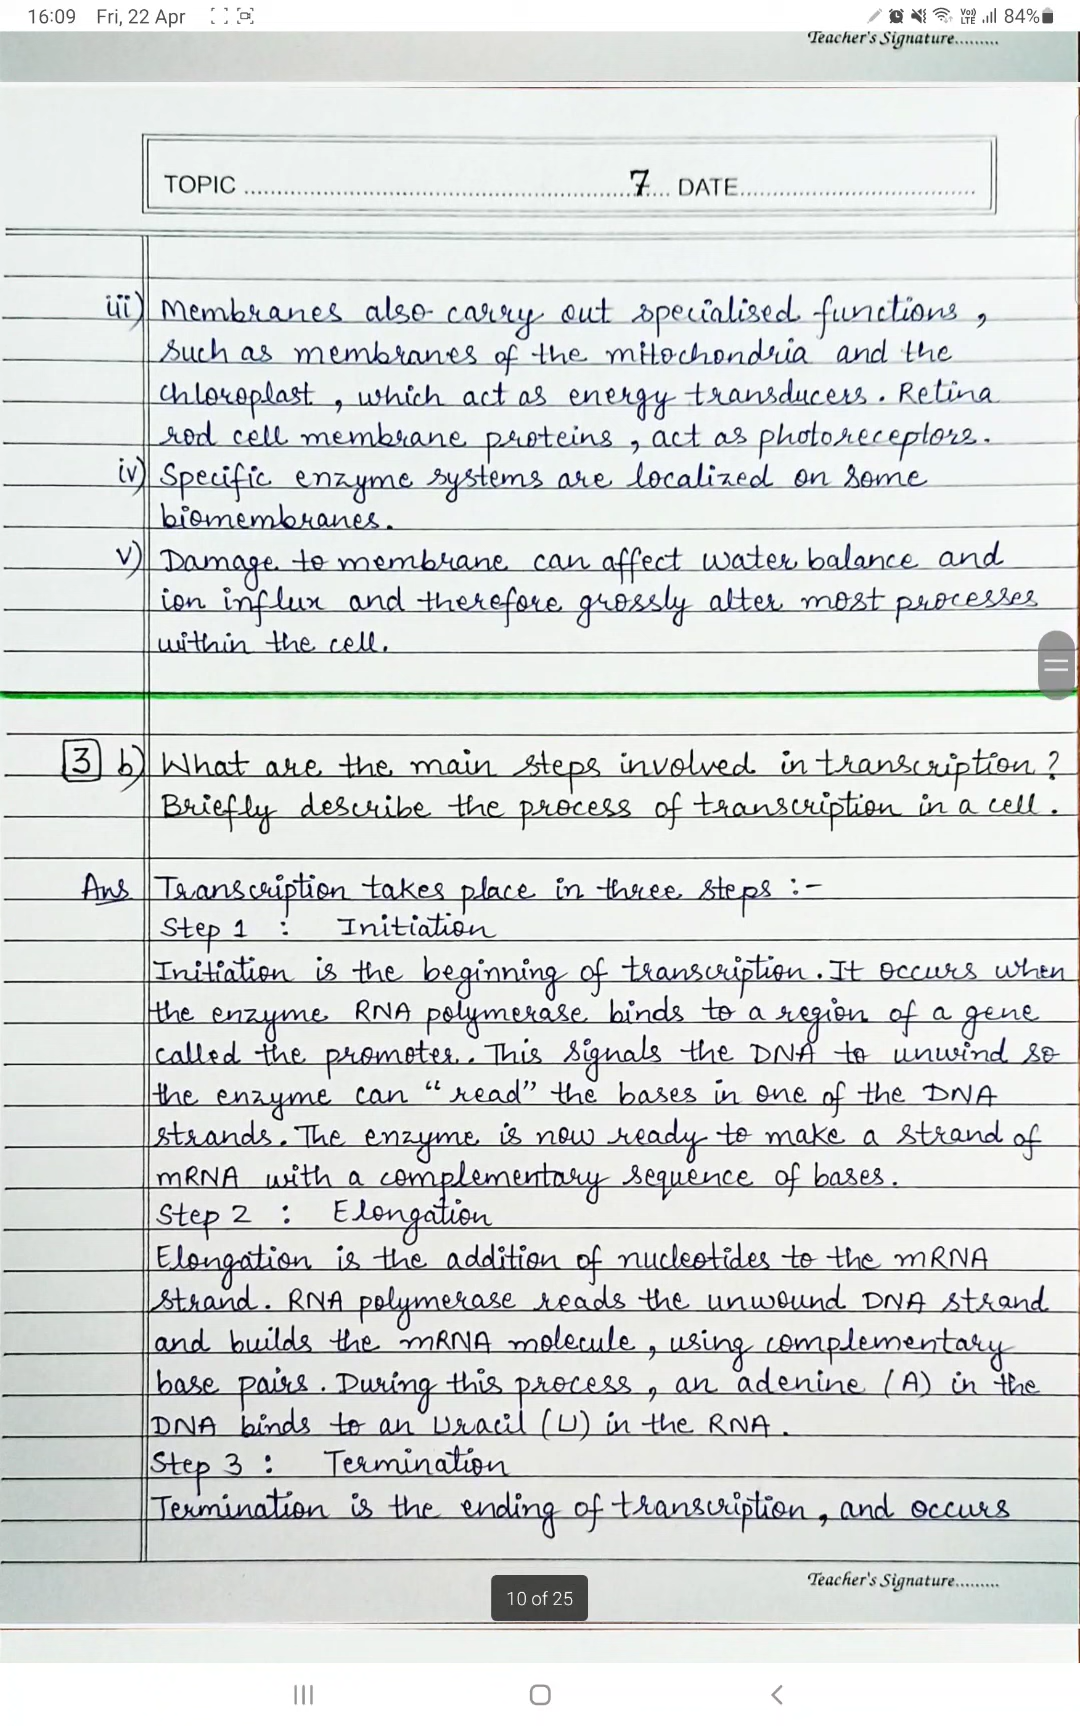 16:09 Fri, 22 Apr 84%
Teacher's Signature.........
TOPIC ........ 7 .... DATE........
iii) Membranes also carry out specialised functions,
such as membranes of the mitochondria and the
chloroplast, which act as energy transducers. Retina
rod cell membrane proteins, act as photoreceptors.
iv) Specific enzyme systems are localized on some
biomembranes.
v) Damage to membrane can affect water balance and
ion influx and therefore grossly alter most processes
within the cell.
3 b) What are the main steps involved in transcription?
Briefly describe the process of transcription in a cell.
Ans Transcription takes place in three steps :-
Step 1 : Initiation
Initiation is the beginning of transcription. It occurs when
the enzyme RNA polymerase binds to a region of a gene
called the promoter. This signals the DNA to unwind so
the enzyme can "read" the bases in one of the DNA
strands. The enzyme is now ready to make a strand of
mRNA with a complementary sequence of bases.
Step 2 : Elongation
Elongation is the addition of nucleotides to the mRNA
strand. RNA polymerase reads the unwound DNA strand
and builds the mRNA molecule, using complementary
base pairs. During this process, an adenine (A) in the
DNA binds to an Uracil (U) in the RNA.
Step 3 : Termination
Termination is the ending of transcription, and occurs
Teacher's Signature.........
10 of 25